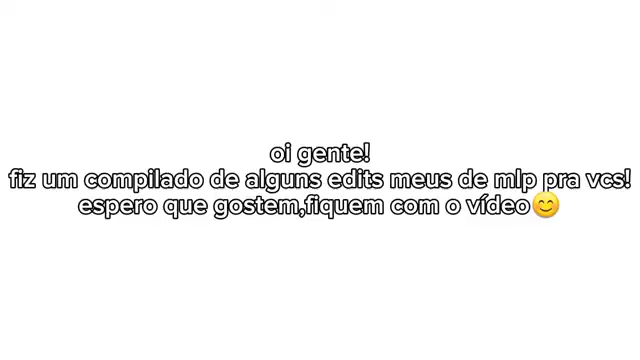 oi gente!
fiz um compilado de alguns edits meus de mlp pra vcs!
espero que gostem,fiquem com o vídeo😊